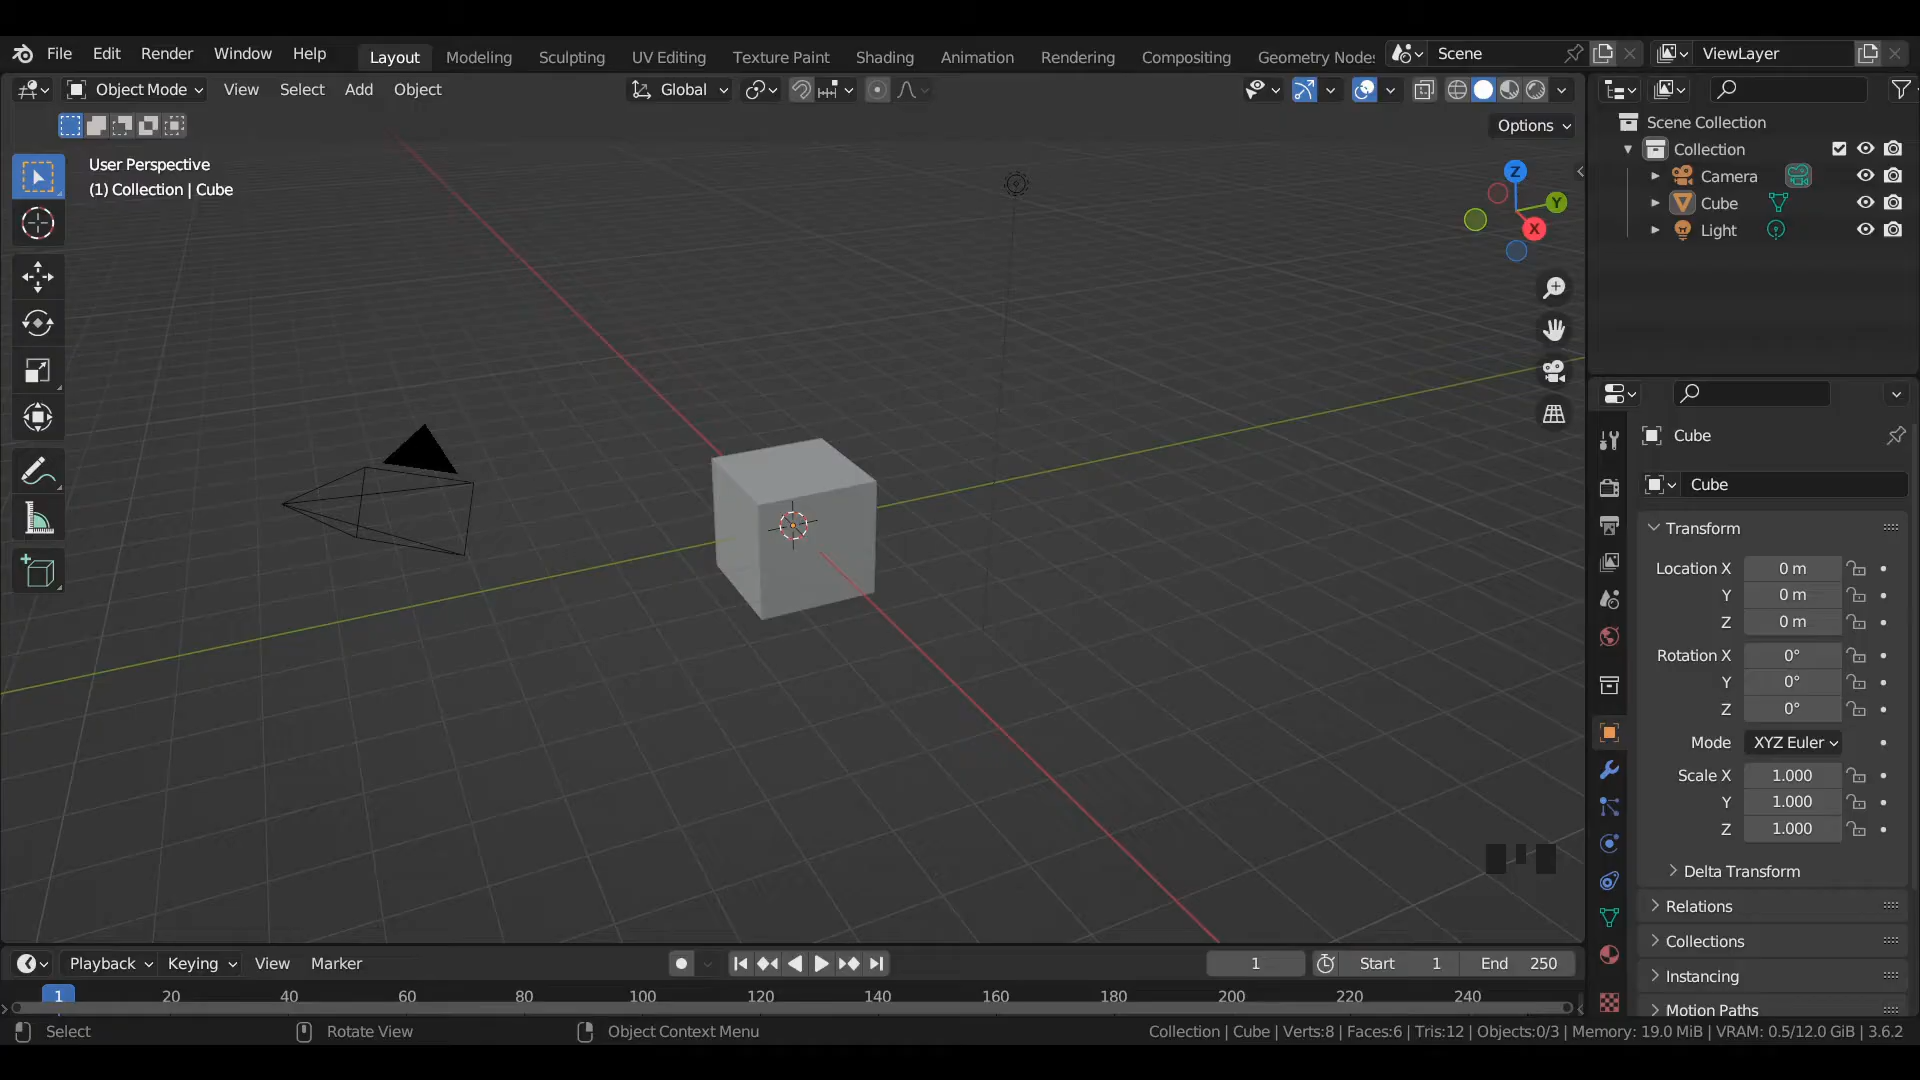 File Edit Render Window Help Layout Modeling Sculpting UV Editing Texture Paint Shading Animation Rendering Compositing Geometry Nodes Scene ViewLayer
Object Mode View Select Add Object Global
Options
User Perspective
(1) Collection | Cube
Z
Y
X
Scene Collection
Collection
Camera
Cube
Light
Cube
Cube
Transform
Location X 0 m
Y 0 m
Z 0 m
Rotation X 0°
Y 0°
Z 0°
Mode XYZ Euler
Scale X 1.000
Y 1.000
Z 1.000
Delta Transform
Relations
Collections
Instancing
Motion Paths
Playback Keying View Marker 1 Start 1 End 250
1 20 40 60 80 100 120 140 160 180 200 220 240
Select Rotate View Object Context Menu Collection | Cube | Verts:8 | Faces:6 | Tris:12 | Objects:0/3 | Memory: 19.0 MiB | VRAM: 0.5/12.0 GiB | 3.6.2